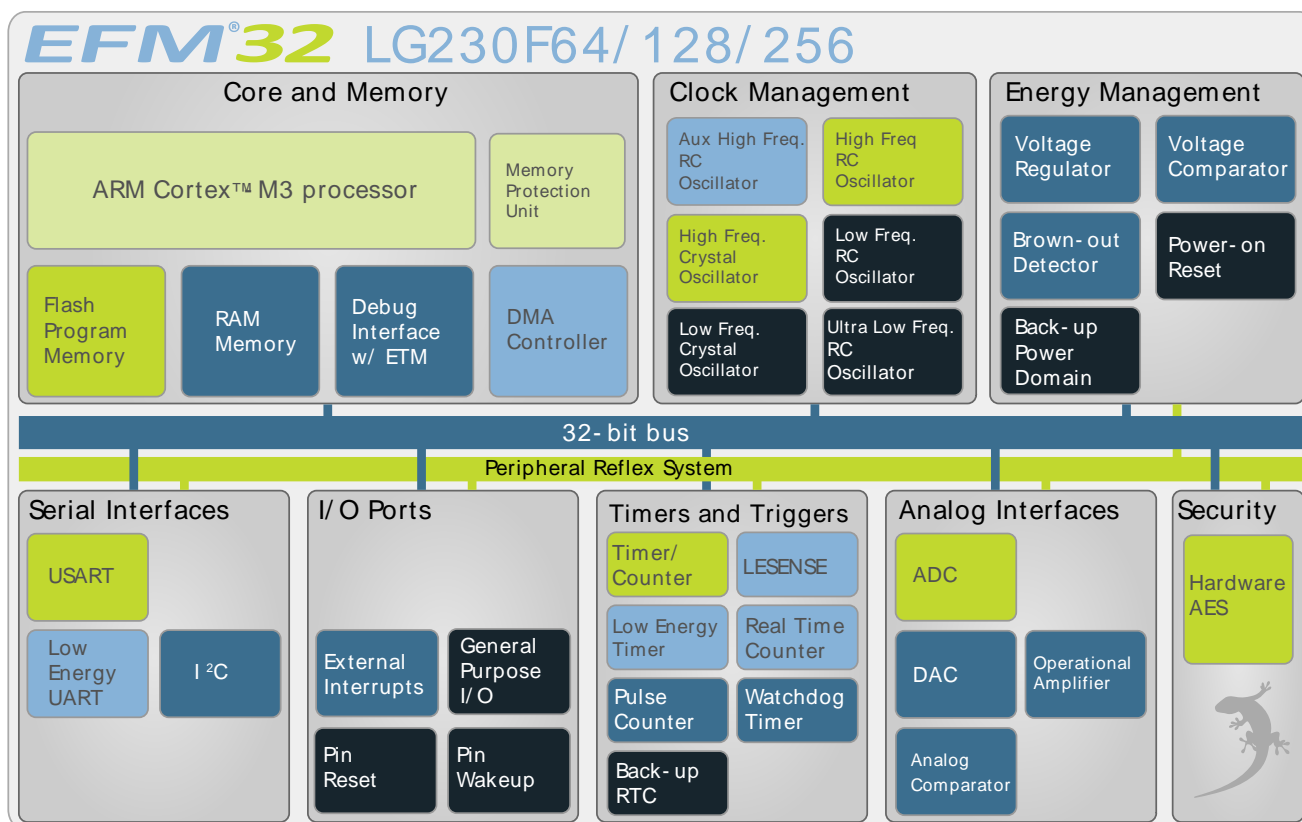 EFM®32 LG230F64/128/256
Core and Memory
ARM Cortex™ M3 processor
Memory
Protection
Unit
Flash
Program
Memory
RAM
Memory
Debug
Interface
w/ ETM
DMA
Controller
Clock Management
Aux High Freq.
RC
Oscillator
High Freq
RC
Oscillator
High Freq.
Crystal
Oscillator
Low Freq.
RC
Oscillator
Low Freq.
Crystal
Oscillator
Ultra Low Freq.
RC
Oscillator
Energy Management
Voltage
Regulator
Voltage
Comparator
Brown-out
Detector
Power-on
Reset
Back-up
Power
Domain
32-bit bus
Peripheral Reflex System
Serial Interfaces
USART
Low
Energy
UART
I²C
I/O Ports
External
Interrupts
General
Purpose
I/O
Pin
Reset
Pin
Wakeup
Timers and Triggers
Timer/
Counter
LESENSE
Low Energy
Timer
Real Time
Counter
Pulse
Counter
Watchdog
Timer
Back-up
RTC
Analog Interfaces
ADC
DAC
Operational
Amplifier
Analog
Comparator
Security
Hardware
AES